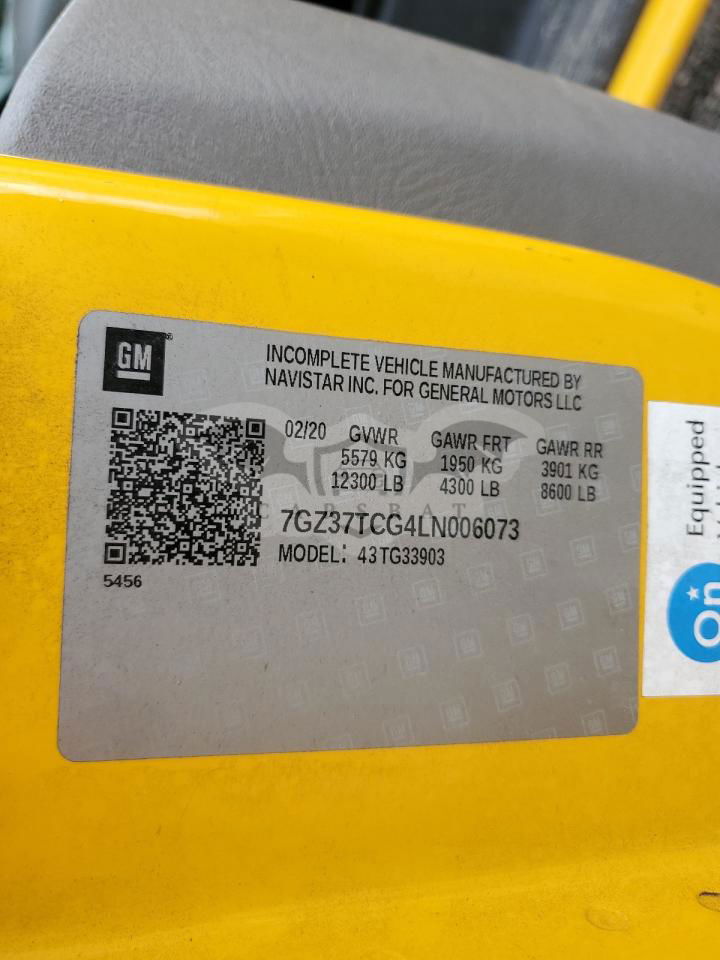 GM
INCOMPLETE VEHICLE MANUFACTURED BY
NAVISTAR INC. FOR GENERAL MOTORS LLC
02/20 GVWR GAWR FRT GAWR RR
5579 KG 1950 KG 3901 KG
12300 LB 4300 LB 8600 LB
CARSBAT
7GZ37TCG4LN006073
MODEL: 43TG33903
5456
Equipped
On